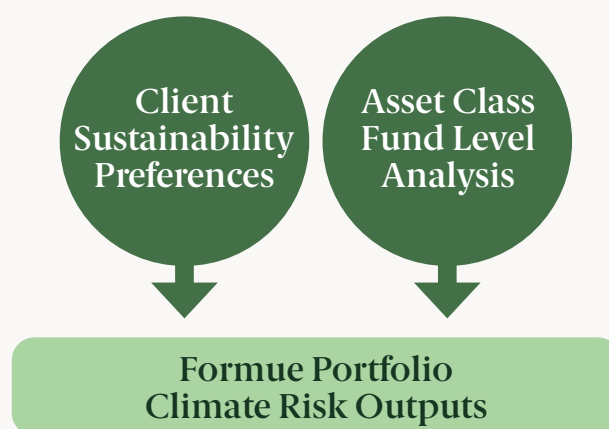 Client
Sustainability
Preferences
Asset Class
Fund Level
Analysis
Formue Portfolio
Climate Risk Outputs